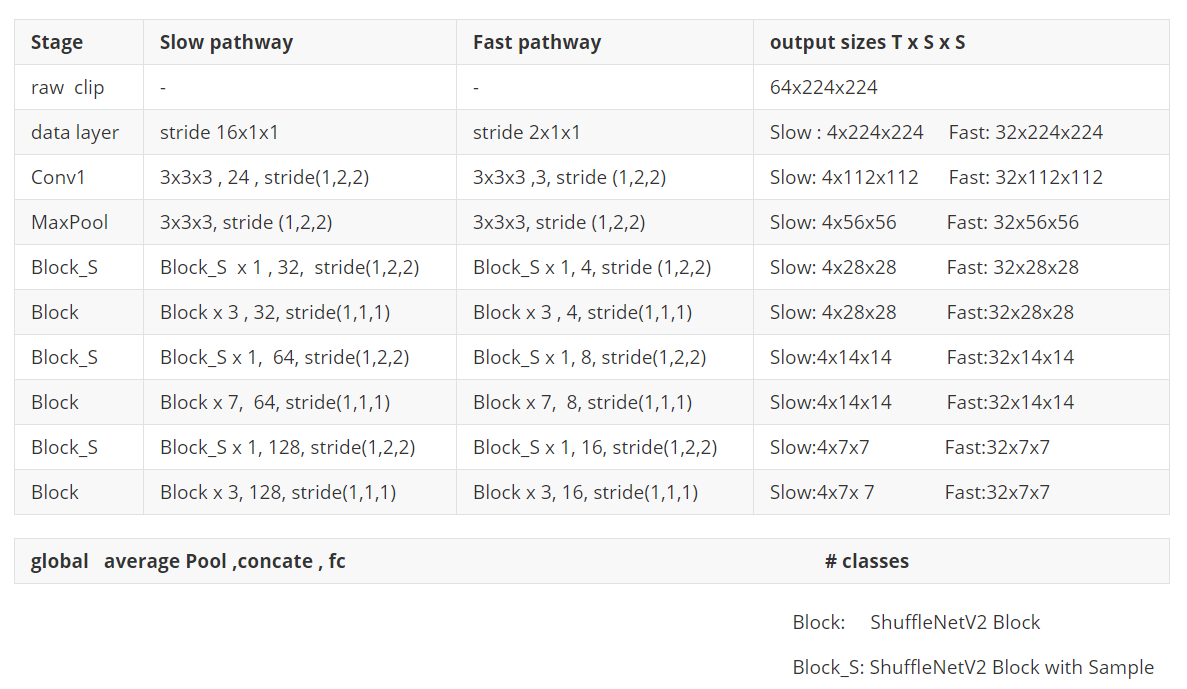 Stage Slow pathway Fast pathway output sizes T x S x S
raw clip - - 64x224x224
data layer stride 16x1x1 stride 2x1x1 Slow : 4x224x224 Fast: 32x224x224
Conv1 3x3x3 , 24 , stride(1,2,2) 3x3x3 ,3, stride (1,2,2) Slow: 4x112x112 Fast: 32x112x112
MaxPool 3x3x3, stride (1,2,2) 3x3x3, stride (1,2,2) Slow: 4x56x56 Fast: 32x56x56
Block_S Block_S x 1 , 32, stride(1,2,2) Block_S x 1, 4, stride (1,2,2) Slow: 4x28x28 Fast: 32x28x28
Block Block x 3 , 32, stride(1,1,1) Block x 3 , 4, stride(1,1,1) Slow: 4x28x28 Fast:32x28x28
Block_S Block_S x 1, 64, stride(1,2,2) Block_S x 1, 8, stride(1,2,2) Slow:4x14x14 Fast:32x14x14
Block Block x 7, 64, stride(1,1,1) Block x 7, 8, stride(1,1,1) Slow:4x14x14 Fast:32x14x14
Block_S Block_S x 1, 128, stride(1,2,2) Block_S x 1, 16, stride(1,2,2) Slow:4x7x7 Fast:32x7x7
Block Block x 3, 128, stride(1,1,1) Block x 3, 16, stride(1,1,1) Slow:4x7x 7 Fast:32x7x7
global average Pool ,concate , fc # classes
Block: ShuffleNetV2 Block
Block_S: ShuffleNetV2 Block with Sample